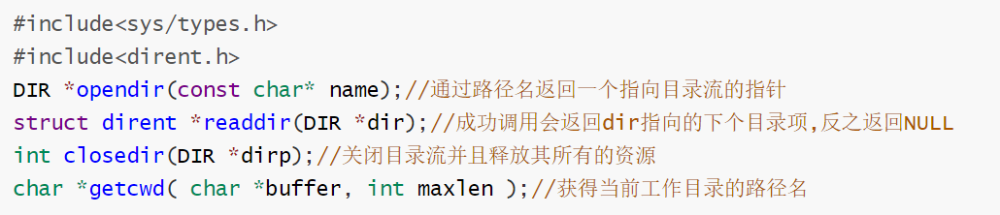 #include<sys/types.h>
#include<dirent.h>
DIR *opendir(const char* name);//通过路径名返回一个指向目录流的指针
struct dirent *readdir(DIR *dir);//成功调用会返回dir指向的下个目录项,反之返回NULL
int closedir(DIR *dirp);//关闭目录流并且释放其所有的资源
char *getcwd( char *buffer, int maxlen );//获得当前工作目录的路径名